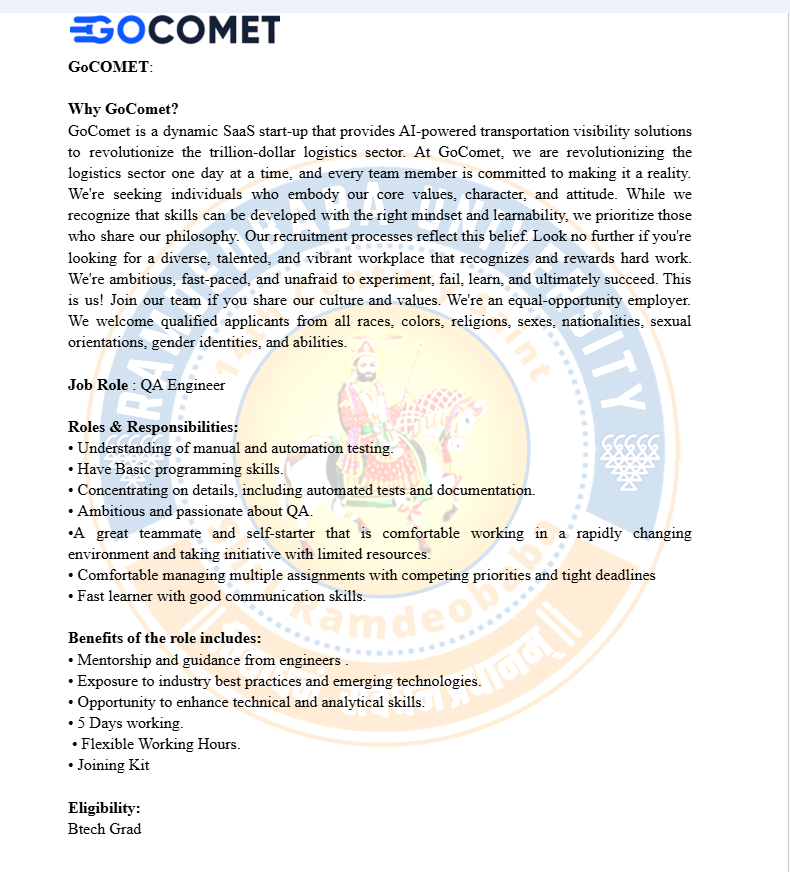 GOCOMET
GoCOMET:
Why GoComet?
GoComet is a dynamic SaaS start-up that provides AI-powered transportation visibility solutions
to revolutionize the trillion-dollar logistics sector. At GoComet, we are revolutionizing the
logistics sector one day at a time, and every team member is committed to making it a reality.
We're seeking individuals who embody our core values, character, and attitude. While we
recognize that skills can be developed with the right mindset and learnability, we prioritize those
who share our philosophy. Our recruitment processes reflect this belief. Look no further if you're
looking for a diverse, talented, and vibrant workplace that recognizes and rewards hard work.
We're ambitious, fast-paced, and unafraid to experiment, fail, learn, and ultimately succeed. This
is us! Join our team if you share our culture and values. We're an equal-opportunity employer.
We welcome qualified applicants from all races, colors, religions, sexes, nationalities, sexual
orientations, gender identities, and abilities.
Job Role : QA Engineer
Roles & Responsibilities:
• Understanding of manual and automation testing.
• Have Basic programming skills.
• Concentrating on details, including automated tests and documentation.
• Ambitious and passionate about QA.
•A great teammate and self-starter that is comfortable working in a rapidly changing
environment and taking initiative with limited resources.
• Comfortable managing multiple assignments with competing priorities and tight deadlines
• Fast learner with good communication skills.
Benefits of the role includes:
• Mentorship and guidance from engineers .
• Exposure to industry best practices and emerging technologies.
• Opportunity to enhance technical and analytical skills.
• 5 Days working.
• Flexible Working Hours.
• Joining Kit
Eligibility:
Btech Grad
RAMDEOBABA UNIVERSITY
Shri Ramdeobaba